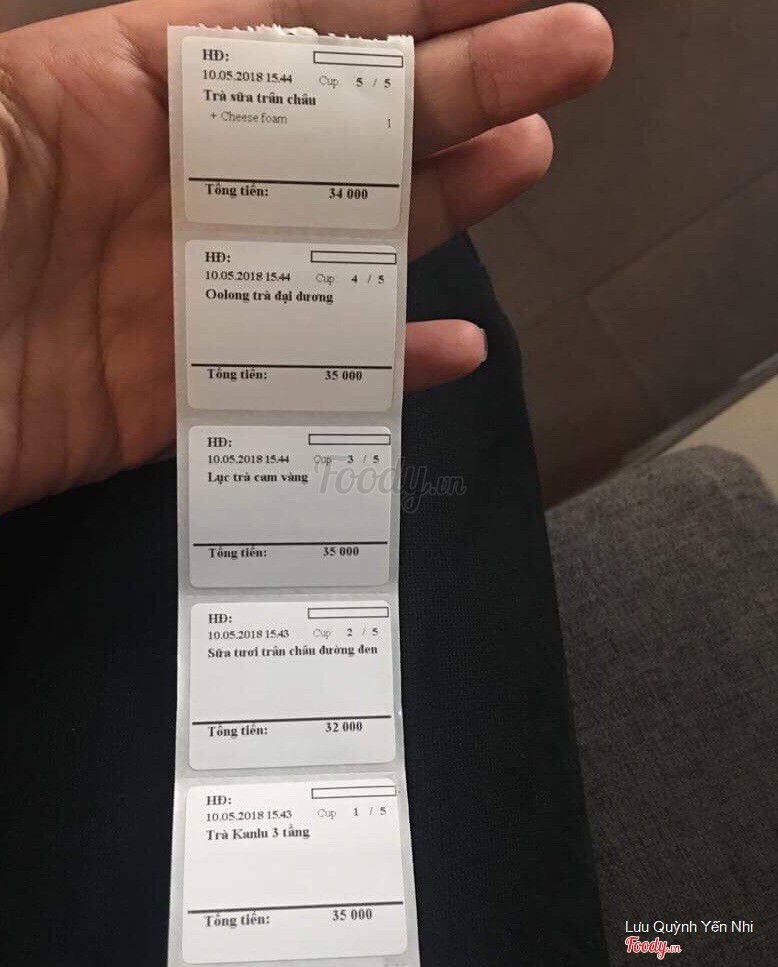 HĐ:
10.05.2018 15.44 Cup 5 / 5
Trà sữa trân châu
+ Cheese foam 1
Tổng tiền: 34 000
HĐ:
10.05.2018 15.44 Cup 4 / 5
Oolong trà đại dương
Tổng tiền: 35 000
HĐ:
10.05.2018 15.44 Cup 3 / 5
Lục trà cam vàng
Foody.vn
Tổng tiền: 35 000
HĐ:
10.05.2018 15.43 Cup 2 / 5
Sữa tươi trân châu đường đen
Tổng tiền: 32 000
HĐ:
10.05.2018 15.43 Cup 1 / 5
Trà Kanlu 3 tầng
Tổng tiền: 35 000
Lưu Quỳnh Yến Nhi
Foody.vn